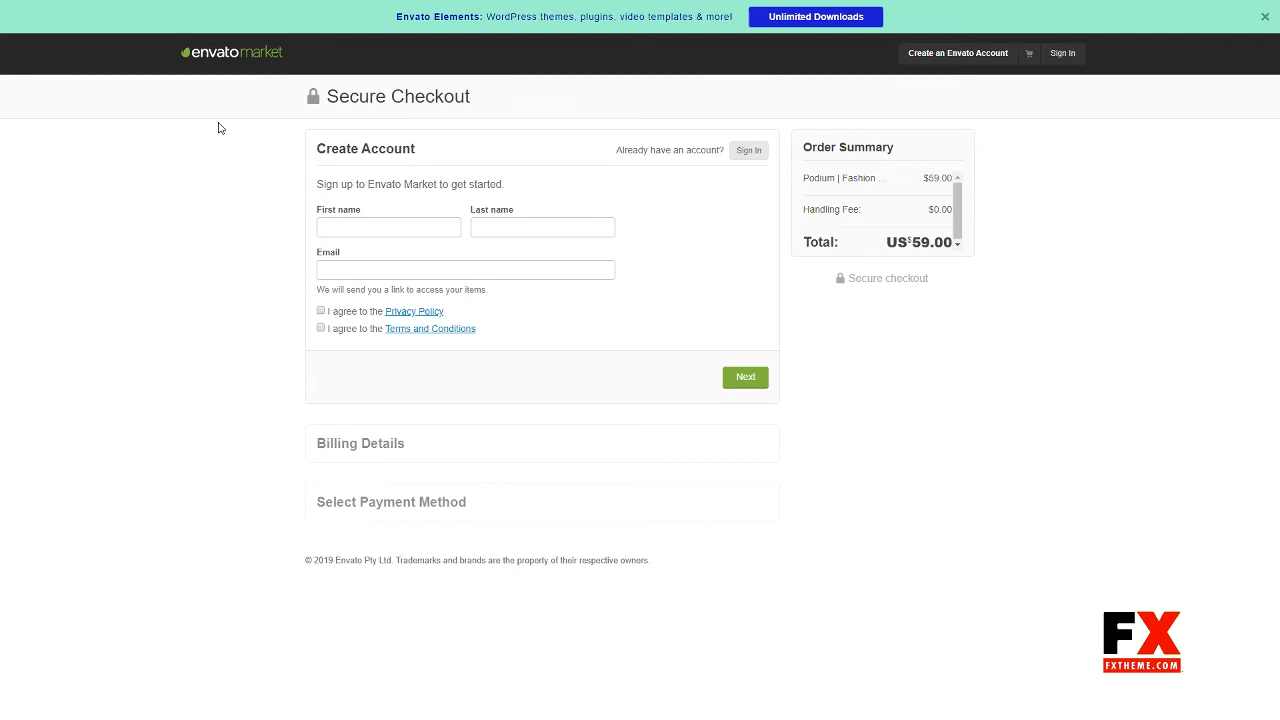 Envato Elements: WordPress themes, plugins, video templates & more! Unlimited Downloads
envatomarket
Create an Envato Account
Sign In
Secure Checkout
Create Account
Already have an account? Sign In
Sign up to Envato Market to get started.
First name Last name
Email
We will send you a link to access your items.
I agree to the Privacy Policy
I agree to the Terms and Conditions
Next
Billing Details
Select Payment Method
Order Summary
Podium | Fashion ... $59.00
Handling Fee: $0.00
Total: US$59.00
Secure checkout
© 2019 Envato Pty Ltd. Trademarks and brands are the property of their respective owners.
FX
FXTHEME.COM